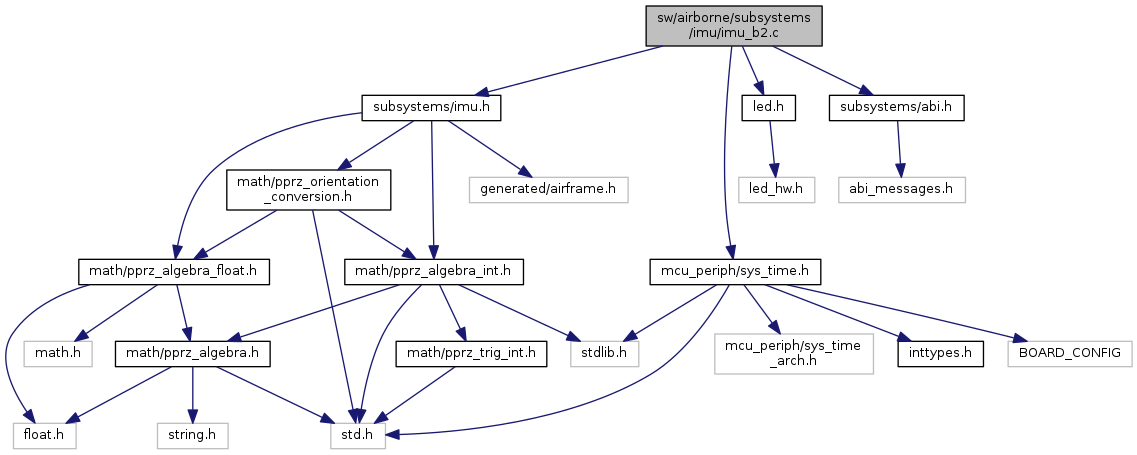 sw/airborne/subsystems
/imu/imu_b2.c
subsystems/imu.h
led.h
subsystems/abi.h
math/pprz_orientation
_conversion.h
generated/airframe.h
led_hw.h
abi_messages.h
math/pprz_algebra_float.h
math/pprz_algebra_int.h
mcu_periph/sys_time.h
math.h
math/pprz_algebra.h
math/pprz_trig_int.h
stdlib.h
mcu_periph/sys_time
_arch.h
inttypes.h
BOARD_CONFIG
float.h
string.h
std.h